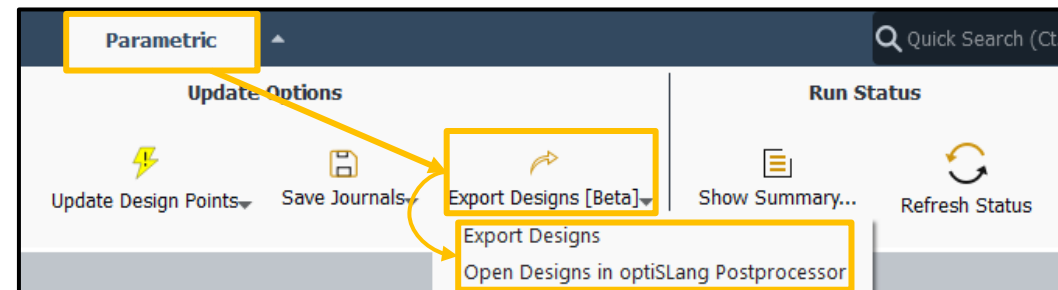 Parametric
Quick Search (Ct
Update Options
Run Status
Update Design Points
Save Journals
Export Designs [Beta]
Show Summary...
Refresh Status
Export Designs
Open Designs in optiSLang Postprocessor